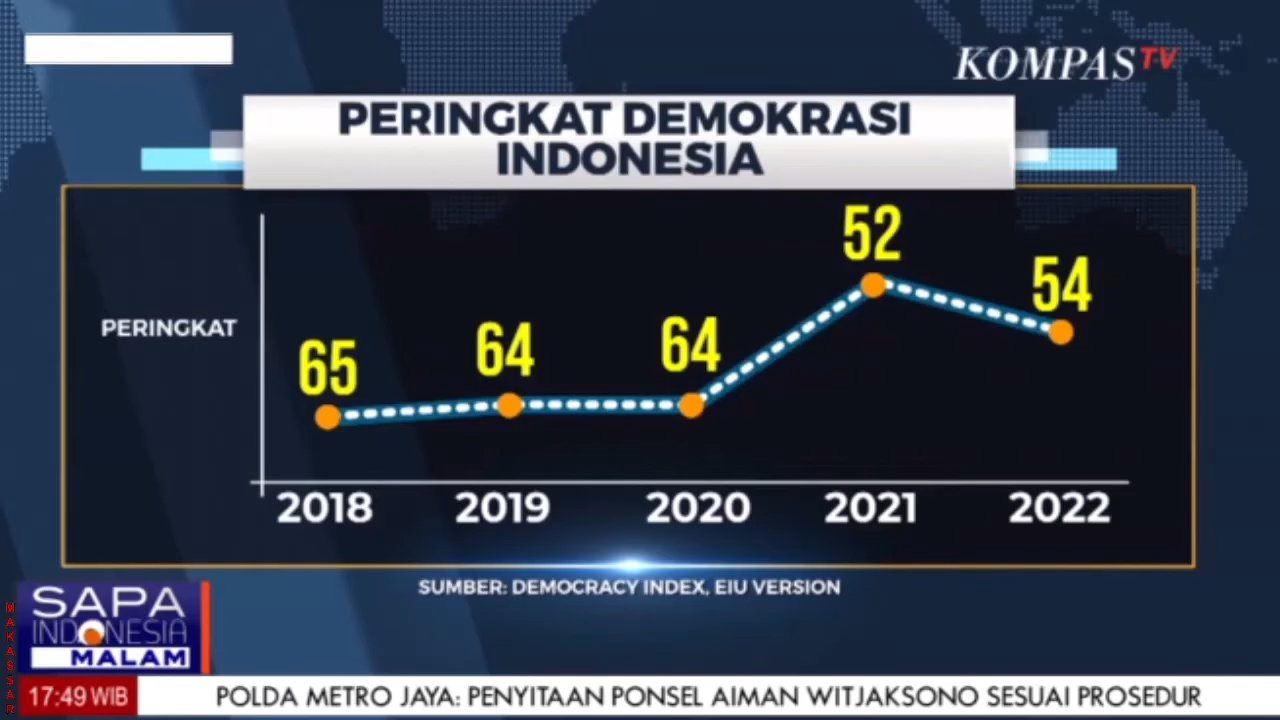 KOMPAS TV
PERINGKAT DEMOKRASI
INDONESIA
52
54
PERINGKAT
65
64
64
2018 2019 2020 2021 2022
SUMBER: DEMOCRACY INDEX, EIU VERSION
SAPA
INDONESIA
MALAM
MAKASSAR
17:49 WIB
POLDA METRO JAYA: PENYITAAN PONSEL AIMAN WITJAKSONO SESUAI PROSEDUR